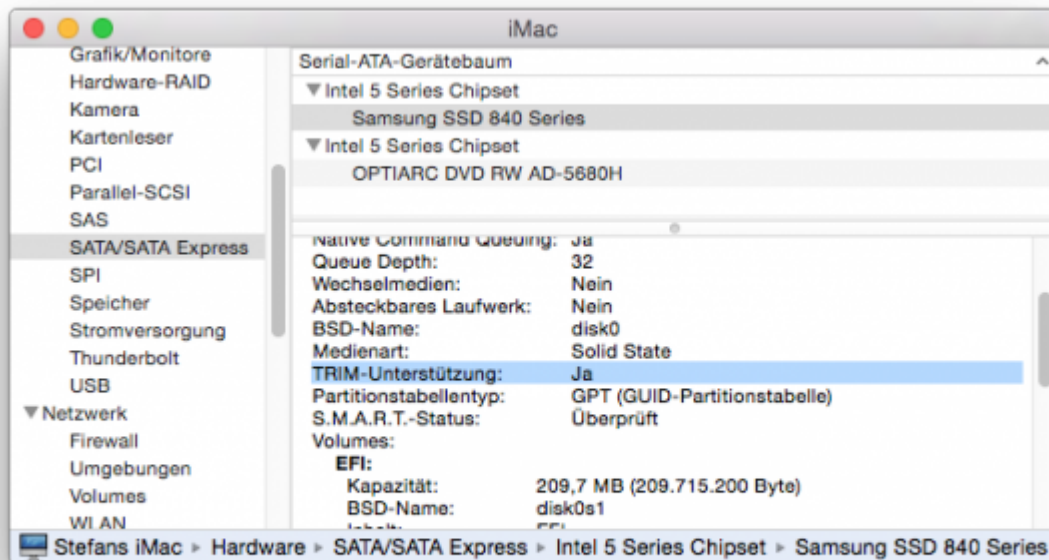 iMac
Grafik/Monitore
Hardware-RAID
Kamera
Kartenleser
PCI
Parallel-SCSI
SAS
SATA/SATA Express
SPI
Speicher
Stromversorgung
Thunderbolt
USB
Netzwerk
Firewall
Umgebungen
Volumes
WLAN
Serial-ATA-Gerätebaum
Intel 5 Series Chipset
Samsung SSD 840 Series
Intel 5 Series Chipset
OPTIARC DVD RW AD-5680H
Native Command Queuing: Ja
Queue Depth: 32
Wechselmedien: Nein
Absteckbares Laufwerk: Nein
BSD-Name: disk0
Medienart: Solid State
TRIM-Unterstützung: Ja
Partitionstabellentyp: GPT (GUID-Partitionstabelle)
S.M.A.R.T.-Status: Überprüft
Volumes:
EFI:
Kapazität: 209,7 MB (209.715.200 Byte)
BSD-Name: disk0s1
Stefans iMac ▸ Hardware ▸ SATA/SATA Express ▸ Intel 5 Series Chipset ▸ Samsung SSD 840 Series